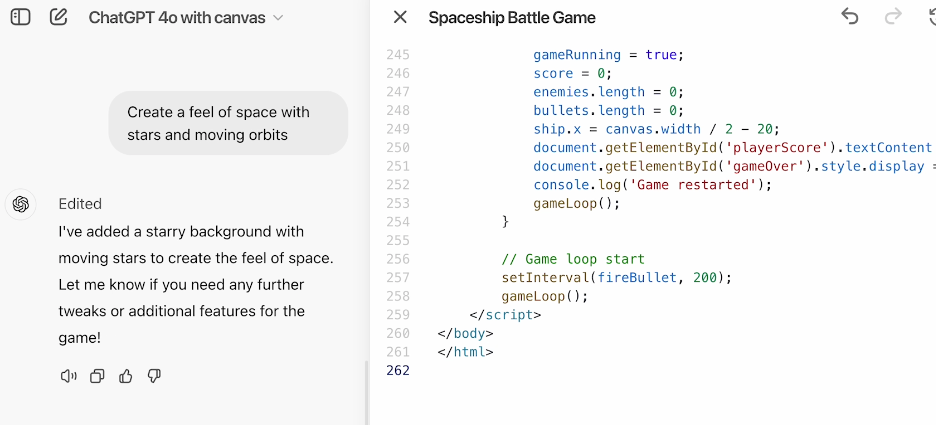 ChatGPT 4o with canvas
Create a feel of space with
stars and moving orbits
Edited
I've added a starry background with
moving stars to create the feel of space.
Let me know if you need any further
tweaks or additional features for the
game!
Spaceship Battle Game
245 gameRunning = true;
246 score = 0;
247 enemies.length = 0;
248 bullets.length = 0;
249 ship.x = canvas.width / 2 - 20;
250 document.getElementById('playerScore').textContent
251 document.getElementById('gameOver').style.display =
252 console.log('Game restarted');
253 gameLoop();
254 }
255
256 // Game loop start
257 setInterval(fireBullet, 200);
258 gameLoop();
259 </script>
260 </body>
261 </html>
262